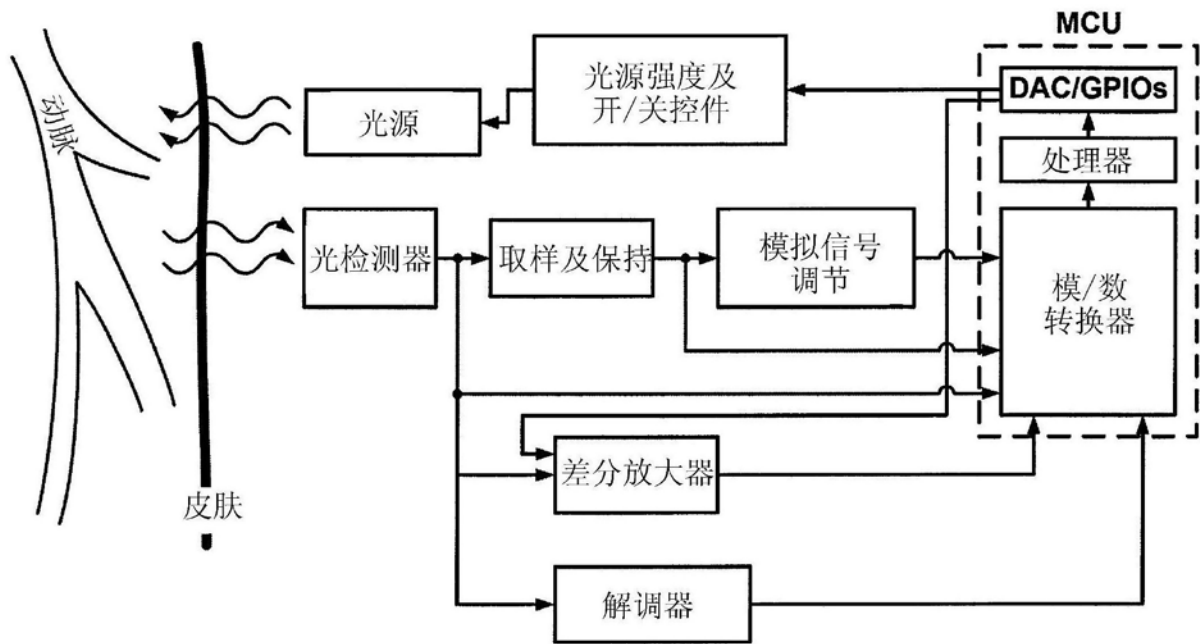 MCU
光源强度及
开/关控件
DAC/GPIOs
光源
处理器
动脉
光检测器
取样及保持
模拟信号
调节
模/数
转换器
差分放大器
皮肤
解调器